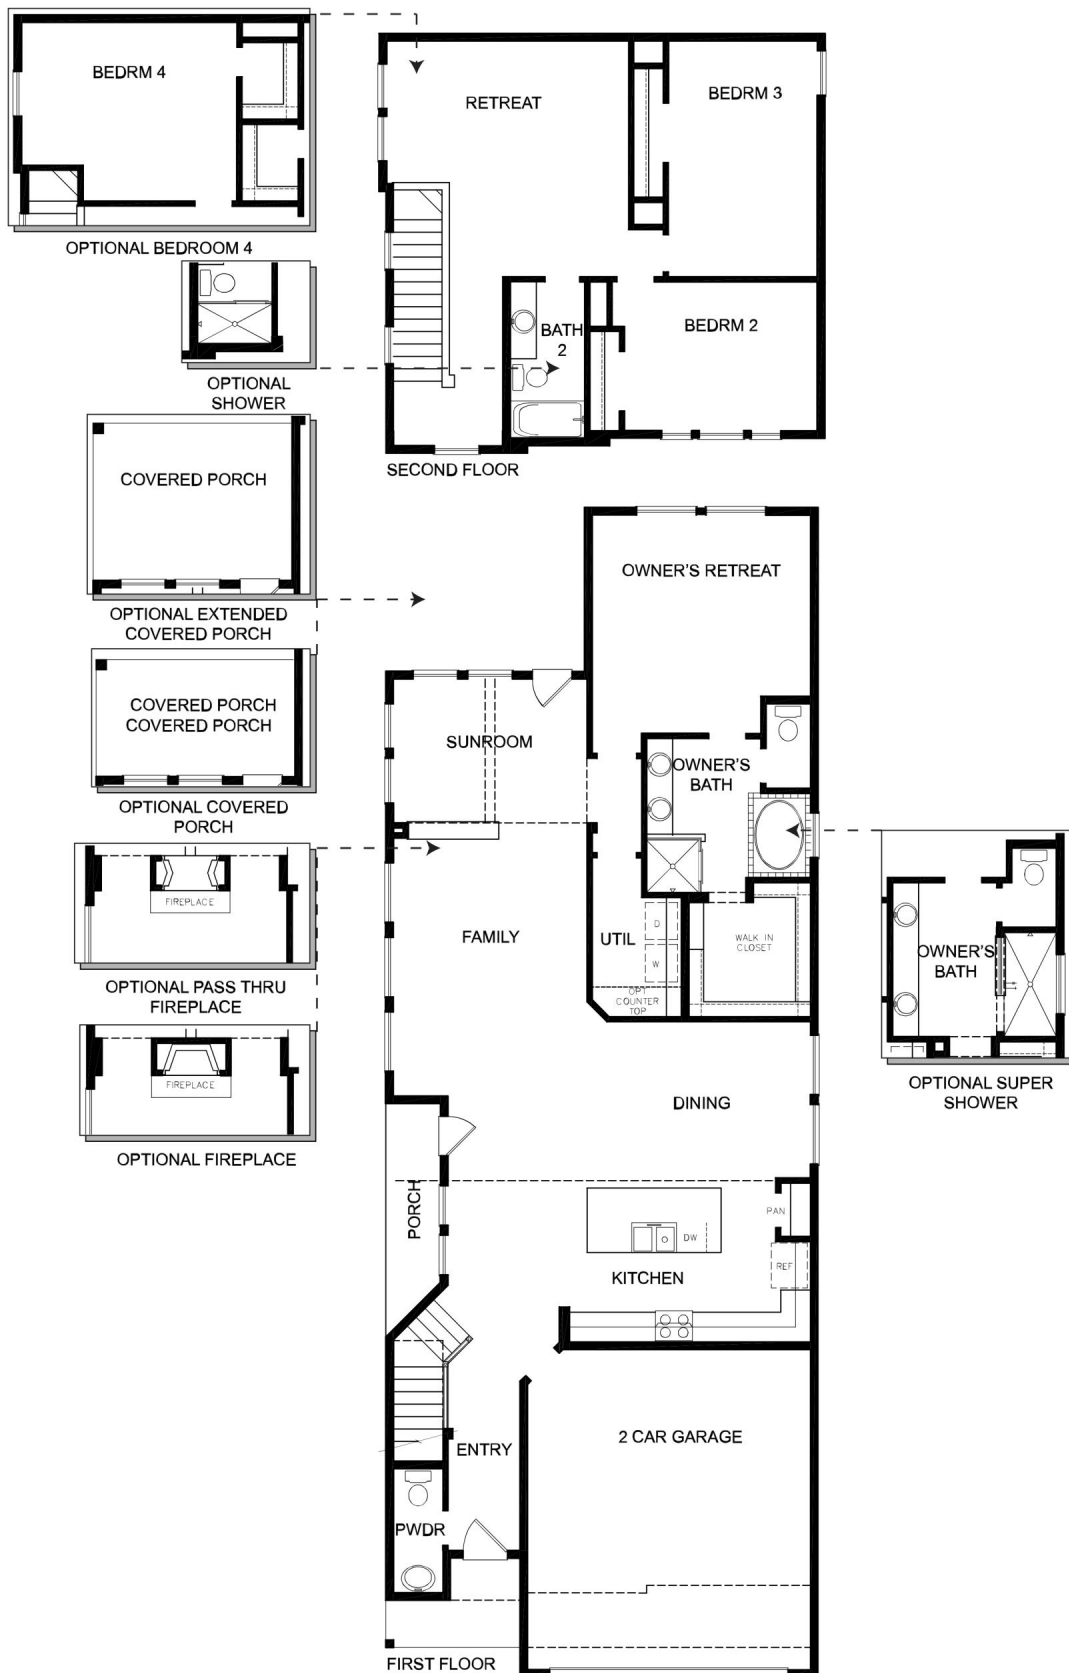 BEDRM 4
OPTIONAL BEDROOM 4
RETREAT
BEDRM 3
BEDRM 2
BATH
2
OPTIONAL
SHOWER
SECOND FLOOR
COVERED PORCH
OPTIONAL EXTENDED
COVERED PORCH
COVERED PORCH
COVERED PORCH
OPTIONAL COVERED
PORCH
FIREPLACE
OPTIONAL PASS THRU
FIREPLACE
FIREPLACE
OPTIONAL FIREPLACE
OWNER'S RETREAT
SUNROOM
OWNER'S
BATH
FAMILY
UTIL
D
W
OPT
COUNTER
TOP
WALK IN
CLOSET
OWNER'S
BATH
OPTIONAL SUPER
SHOWER
DINING
PORCH
PAN
DW
REF
KITCHEN
2 CAR GARAGE
ENTRY
PWDR
FIRST FLOOR